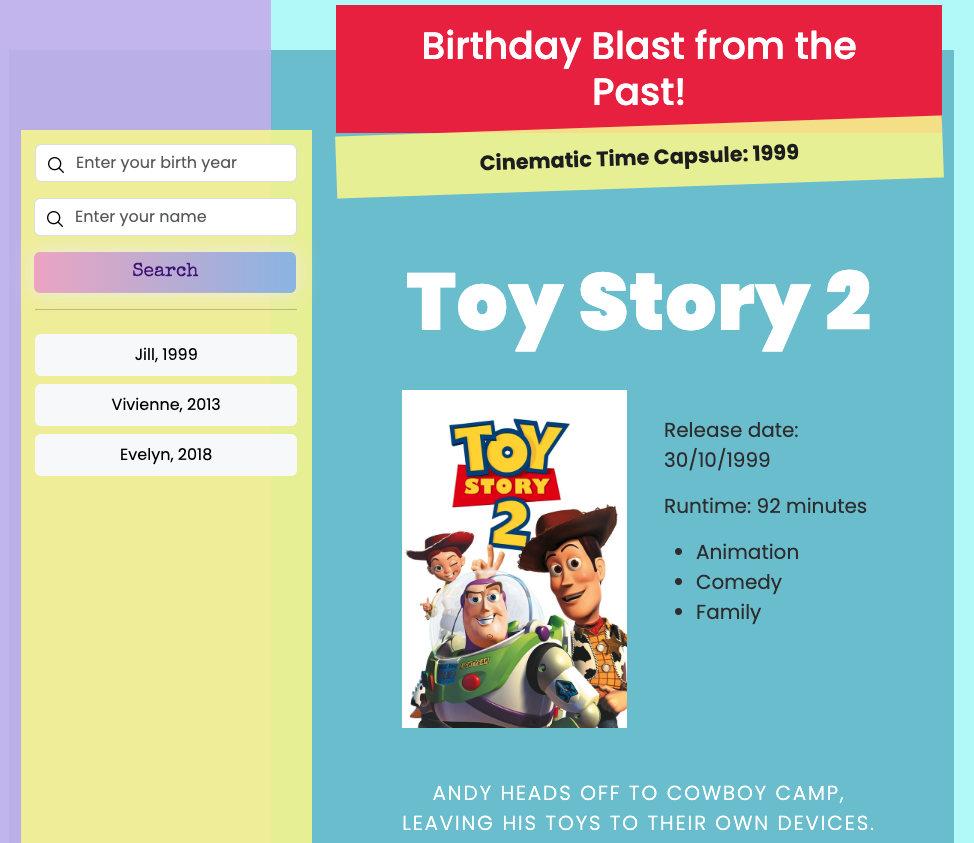 Birthday Blast from the
Past!
Cinematic Time Capsule: 1999
Enter your birth year
Enter your name
Search
Jill, 1999
Vivienne, 2013
Evelyn, 2018
Toy Story 2
TOY
STORY
2
Release date:
30/10/1999
Runtime: 92 minutes
• Animation
• Comedy
• Family
ANDY HEADS OFF TO COWBOY CAMP,
LEAVING HIS TOYS TO THEIR OWN DEVICES.